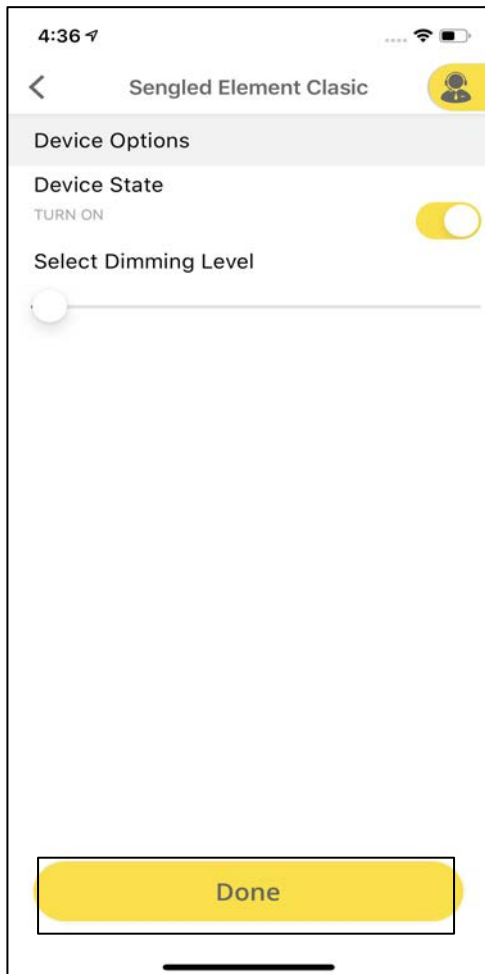 4:36
Sengled Element Clasic
Device Options
Device State
TURN ON
Select Dimming Level
Done